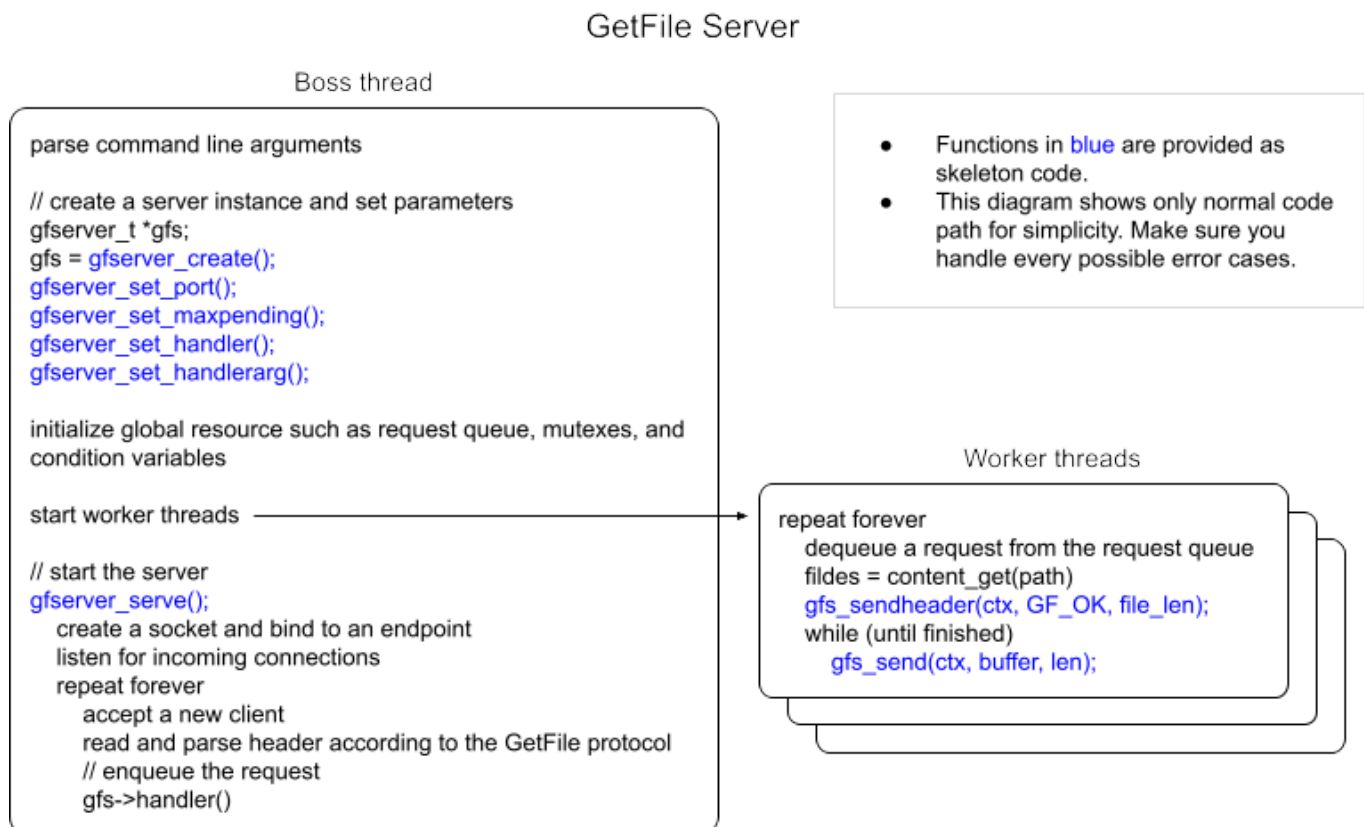 GetFile Server
Boss thread
parse command line arguments
// create a server instance and set parameters
gfserver_t *gfs;
gfs = gfserver_create();
gfserver_set_port();
gfserver_set_maxpending();
gfserver_set_handler();
gfserver_set_handlerarg();
initialize global resource such as request queue, mutexes, and
condition variables
start worker threads
// start the server
gfserver_serve();
create a socket and bind to an endpoint
listen for incoming connections
repeat forever
accept a new client
read and parse header according to the GetFile protocol
// enqueue the request
gfs->handler()
● Functions in blue are provided as
skeleton code.
● This diagram shows only normal code
path for simplicity. Make sure you
handle every possible error cases.
Worker threads
repeat forever
dequeue a request from the request queue
fildes = content_get(path)
gfs_sendheader(ctx, GF_OK, file_len);
while (until finished)
gfs_send(ctx, buffer, len);